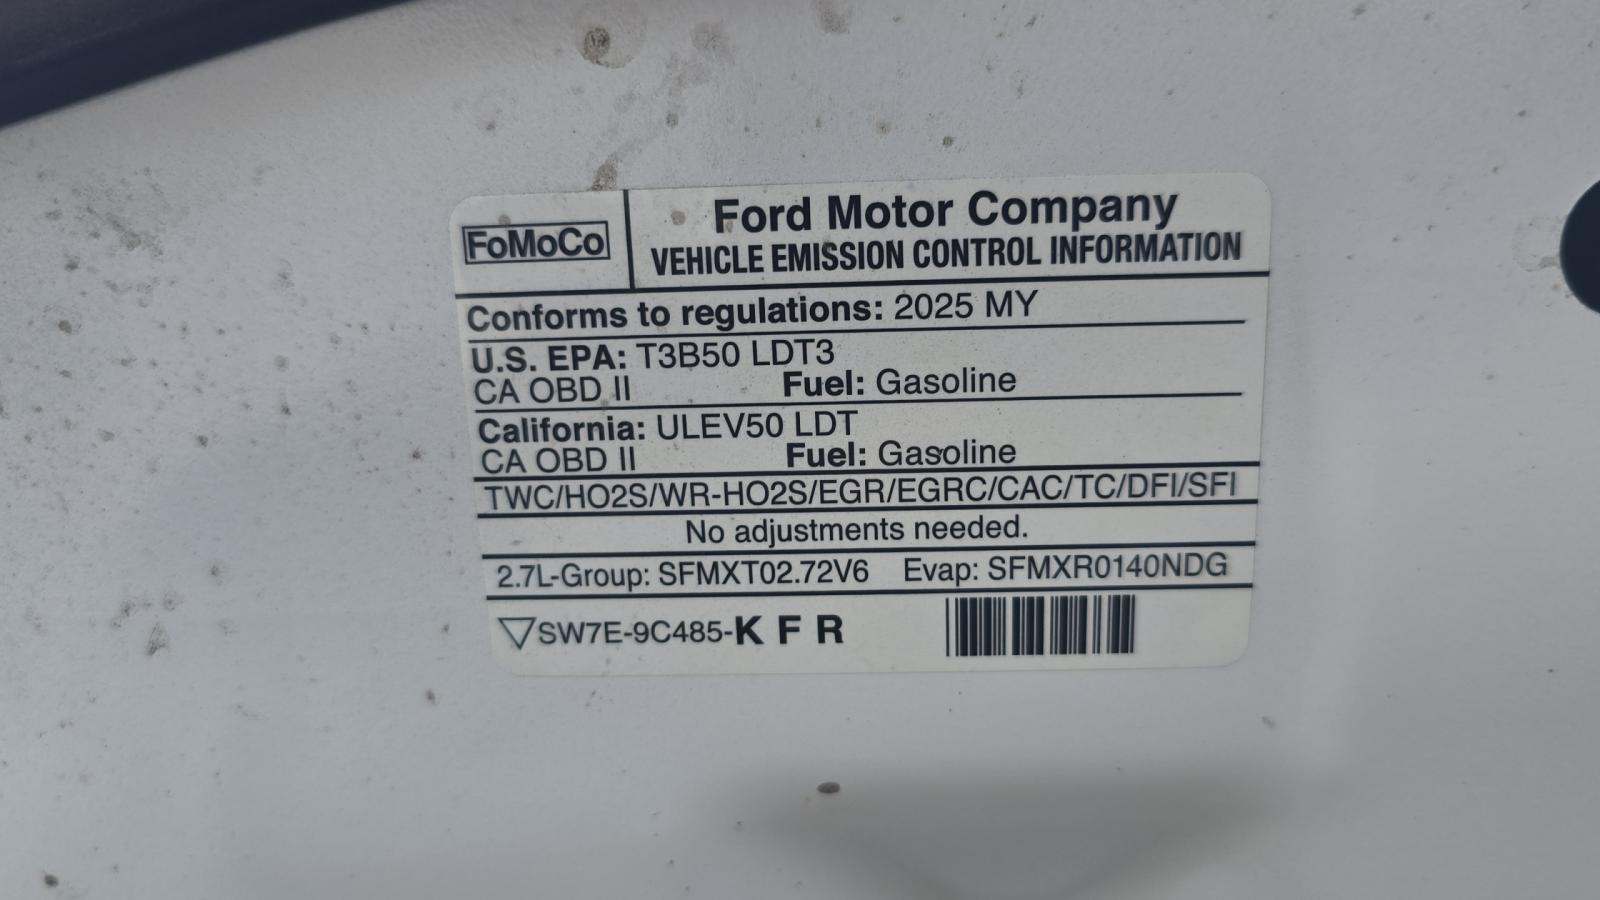 FoMoCo
Ford Motor Company
VEHICLE EMISSION CONTROL INFORMATION
Conforms to regulations: 2025 MY
U.S. EPA: T3B50 LDT3
CA OBD II Fuel: Gasoline
California: ULEV50 LDT
CA OBD II Fuel: Gasoline
TWC/HO2S/WR-HO2S/EGR/EGRC/CAC/TC/DFI/SFI
No adjustments needed.
2.7L-Group: SFMXT02.72V6 Evap: SFMXR0140NDG
SW7E-9C485-K F R